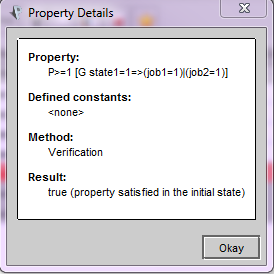 Property Details
Property:
P>=1 [G state1=1=>(job1=1)|(job2=1)]
Defined constants:
<none>
Method:
Verification
Result:
true (property satisfied in the initial state)
Okay